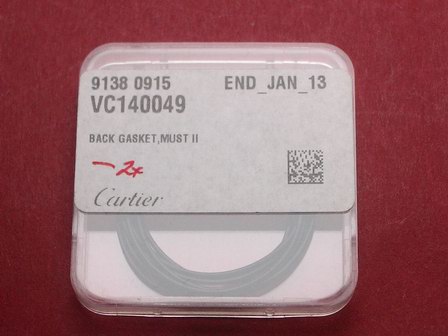 9138 0915 END_JAN_13
VC140049
BACK GASKET,MUST II
—2x
Cartier